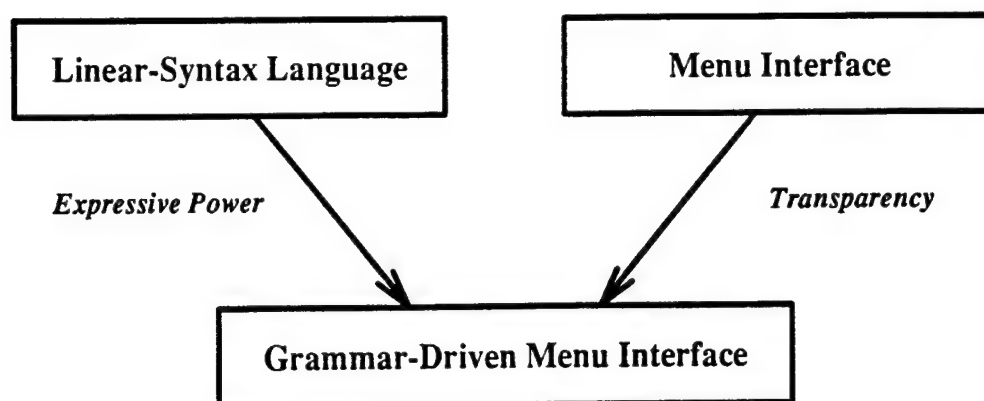 Linear-Syntax Language
Menu Interface
Expressive Power
Transparency
Grammar-Driven Menu Interface